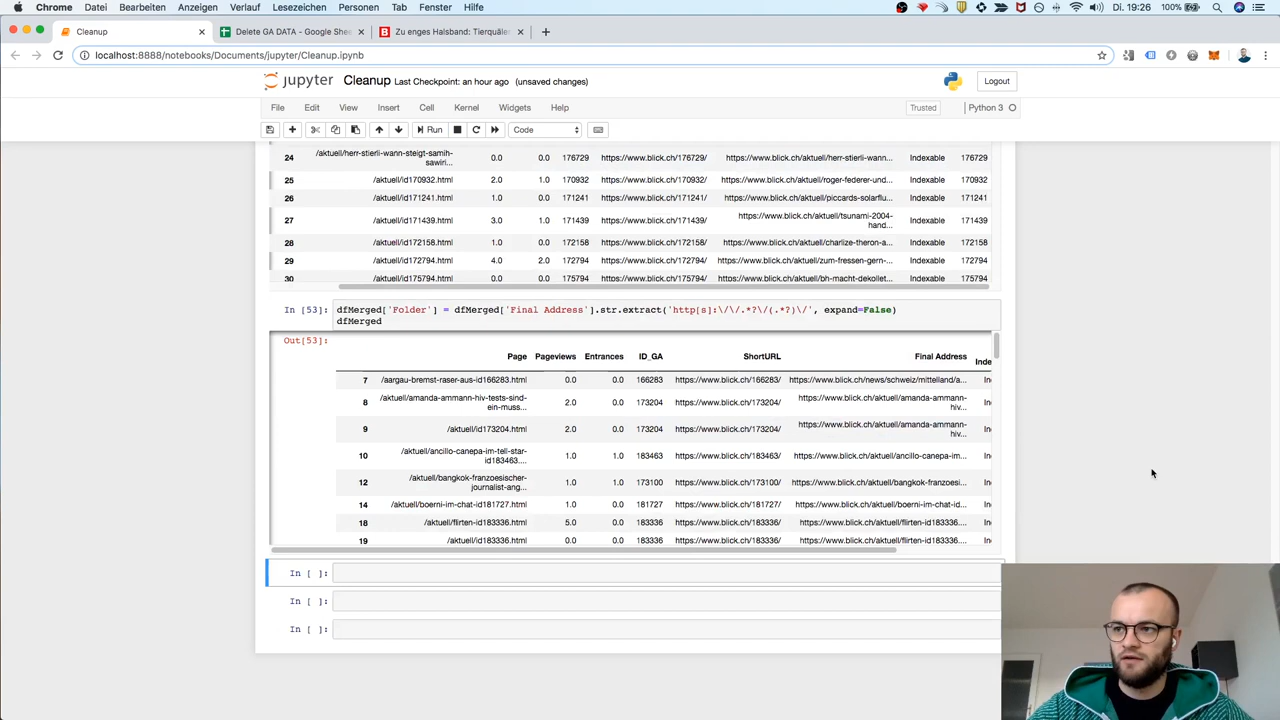 Chrome Datei Bearbeiten Anzeigen Verlauf Lesezeichen Personen Tab Fenster Hilfe Di. 19:26 100%
Cleanup Delete GA DATA - Google Shee Zu enges Halsband: Tierquäler
localhost:8888/notebooks/Documents/jupyter/Cleanup.ipynb
jupyter Cleanup Last Checkpoint: an hour ago (unsaved changes) Logout
File Edit View Insert Cell Kernel Widgets Help Trusted Python 3
Run Code
24 /aktuell/herr-stierli-wann-steigt-samih-sawiri... 0.0 0.0 176729 https://www.blick.ch/176729/ https://www.blick.ch/aktuell/herr-stierli-wann... Indexable 176729
25 /aktuell/id170932.html 2.0 1.0 170932 https://www.blick.ch/170932/ https://www.blick.ch/aktuell/roger-federer-und... Indexable 170932
26 /aktuell/id171241.html 1.0 0.0 171241 https://www.blick.ch/171241/ https://www.blick.ch/aktuell/piccards-solarflu... Indexable 171241
27 /aktuell/id171439.html 3.0 1.0 171439 https://www.blick.ch/171439/ https://www.blick.ch/aktuell/tsunami-2004-hand... Indexable 171439
28 /aktuell/id172158.html 1.0 0.0 172158 https://www.blick.ch/172158/ https://www.blick.ch/aktuell/charlize-theron-a... Indexable 172158
29 /aktuell/id172794.html 4.0 2.0 172794 https://www.blick.ch/172794/ https://www.blick.ch/aktuell/zum-fressen-gern-... Indexable 172794
30 /aktuell/id175794.html 0.0 0.0 175794 https://www.blick.ch/175794/ https://www.blick.ch/aktuell/bh-macht-dekollet... Indexable 175794
In [53]: dfMerged['Folder'] = dfMerged['Final Address'].str.extract('http[s]:\/\/.*?\/(.*?)\/', expand=False)
dfMerged
Out[53]:
Page Pageviews Entrances ID_GA ShortURL Final Address Inde
7 /aargau-bremst-raser-aus-id166283.html 0.0 0.0 166283 https://www.blick.ch/166283/ https://www.blick.ch/news/schweiz/mittelland/a... In
8 /aktuell/amanda-ammann-hiv-tests-sind-ein-muss... 2.0 0.0 173204 https://www.blick.ch/173204/ https://www.blick.ch/aktuell/amanda-ammann-hiv... In
9 /aktuell/id173204.html 2.0 0.0 173204 https://www.blick.ch/173204/ https://www.blick.ch/aktuell/amanda-ammann-hiv... In
10 /aktuell/ancillo-canepa-im-tell-star-id183463.... 1.0 1.0 183463 https://www.blick.ch/183463/ https://www.blick.ch/aktuell/ancillo-canepa-im... In
12 /aktuell/bangkok-franzoesischer-journalist-ang... 1.0 1.0 173100 https://www.blick.ch/173100/ https://www.blick.ch/aktuell/bangkok-franzoesi... In
14 /aktuell/boerni-im-chat-id181727.html 1.0 0.0 181727 https://www.blick.ch/181727/ https://www.blick.ch/aktuell/boerni-im-chat-id... In
18 /aktuell/flirten-id183336.html 5.0 0.0 183336 https://www.blick.ch/183336/ https://www.blick.ch/aktuell/flirten-id183336.... In
19 /aktuell/id183336.html 0.0 0.0 183336 https://www.blick.ch/183336/ https://www.blick.ch/aktuell/flirten-id183336.... In
In [ ]:
In [ ]:
In [ ]: